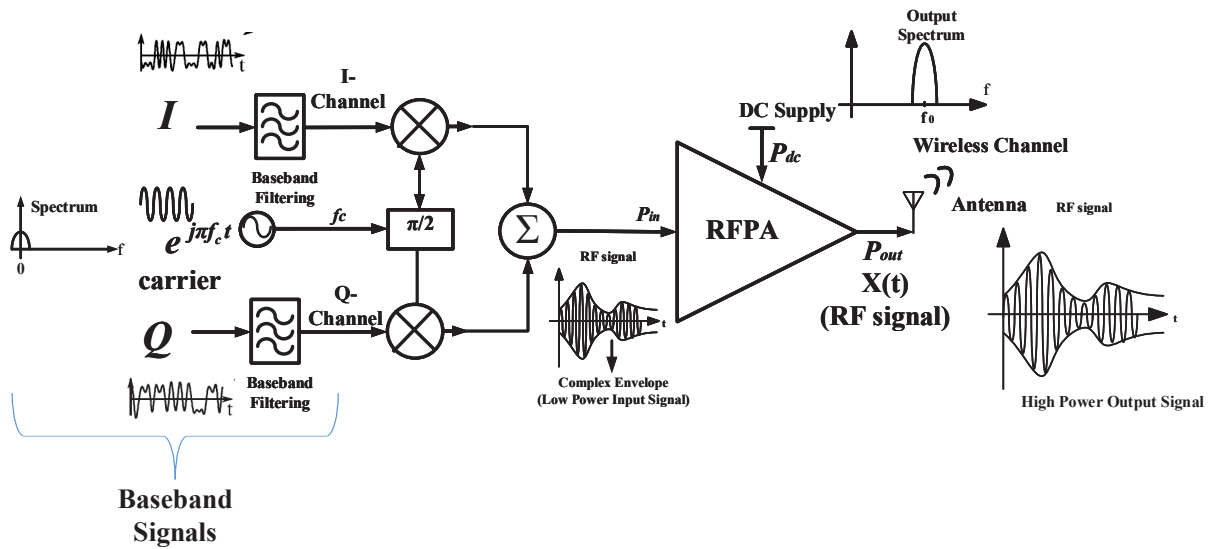 t
I
I-
Channel
Baseband
Filtering
Spectrum
f
0
e^{jπf_c t}
carrier
fc
π/2
Σ
Q
Q-
Channel
Baseband
Filtering
t
Baseband
Signals
RF signal
t
Complex Envelope
(Low Power Input Signal)
Pin
RFPA
DC Supply
Pdc
Output
Spectrum
f
f0
Wireless Channel
Antenna
Pout
X(t)
(RF signal)
RF signal
t
High Power Output Signal